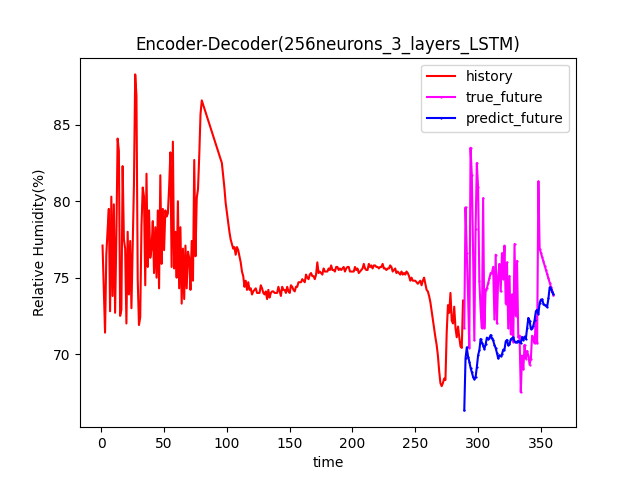 Encoder-Decoder(256neurons_3_layers_LSTM)
history
true_future
predict_future
85
80
75
70
Relative Humidity(%)
0 50 100 150 200 250 300 350
time